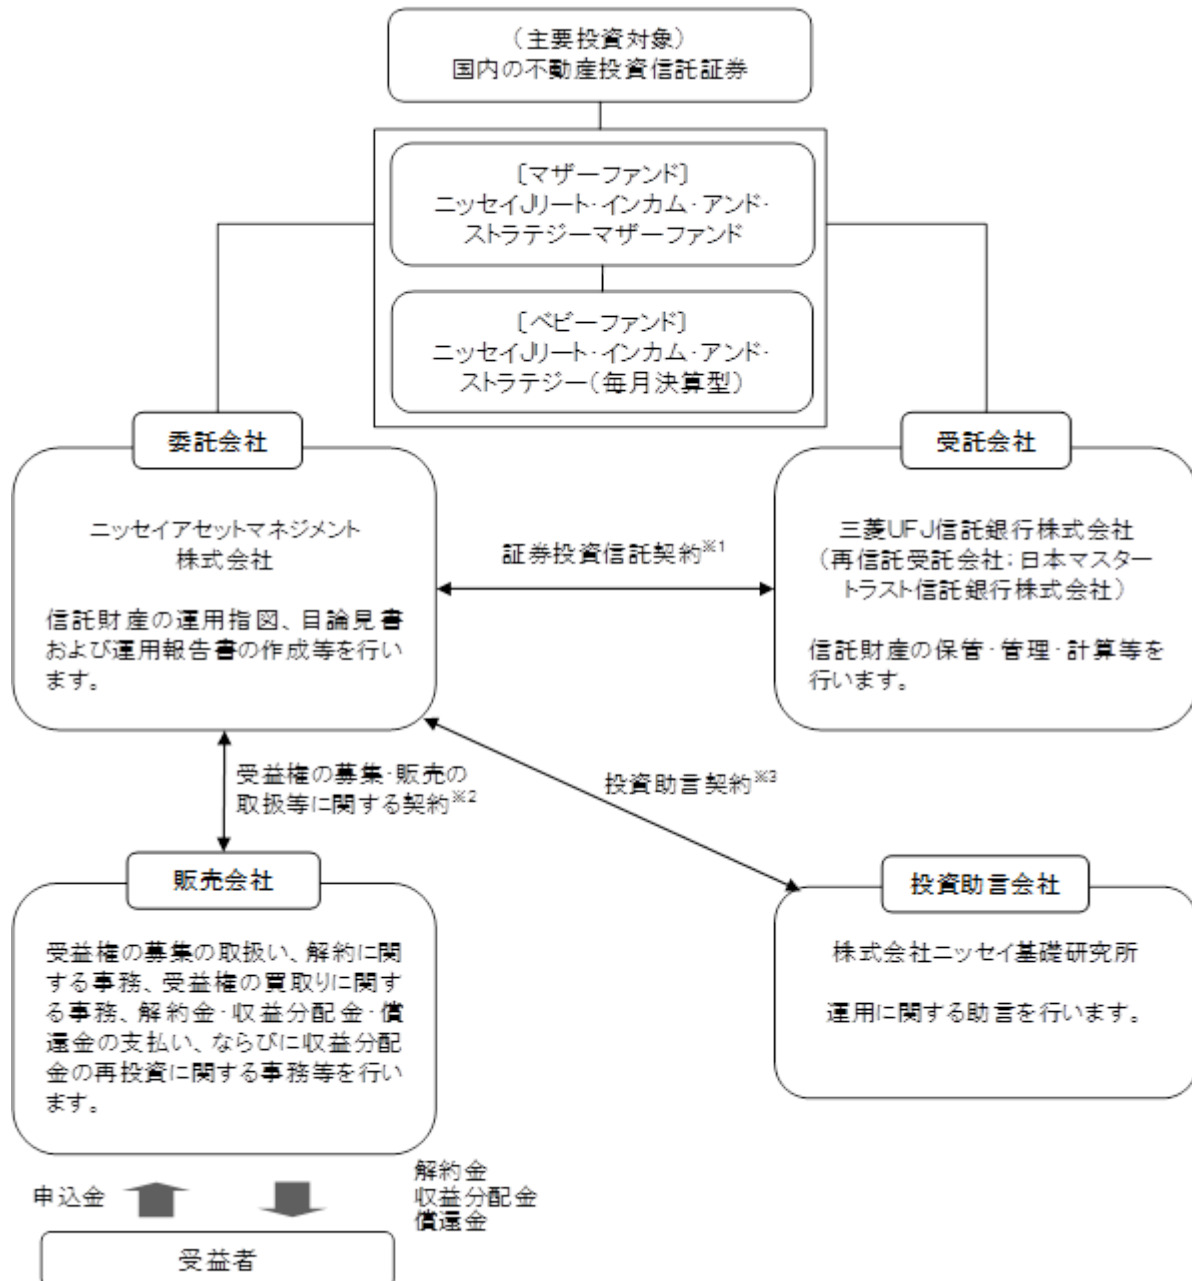 （主要投資対象）
国内の不動産投資信託証券
［マザーファンド］
ニッセイJリート・インカム・アンド・
ストラテジーマザーファンド
［ベビーファンド］
ニッセイJリート・インカム・アンド・
ストラテジー（毎月決算型）
委託会社
ニッセイアセットマネジメント
株式会社
信託財産の運用指図、目論見書
および運用報告書の作成等を行い
ます。
証券投資信託契約※1
受託会社
三菱UFJ信託銀行株式会社
（再信託受託会社：日本マスター
トラスト信託銀行株式会社）
信託財産の保管・管理・計算等を
行います。
受益権の募集・販売の
取扱等に関する契約※2
投資助言契約※3
販売会社
受益権の募集の取扱い、解約に関
する事務、受益権の買取りに関す
る事務、解約金・収益分配金・償
還金の支払い、ならびに収益分配
金の再投資に関する事務等を行い
ます。
投資助言会社
株式会社ニッセイ基礎研究所
運用に関する助言を行います。
申込金
解約金
収益分配金
償還金
受益者